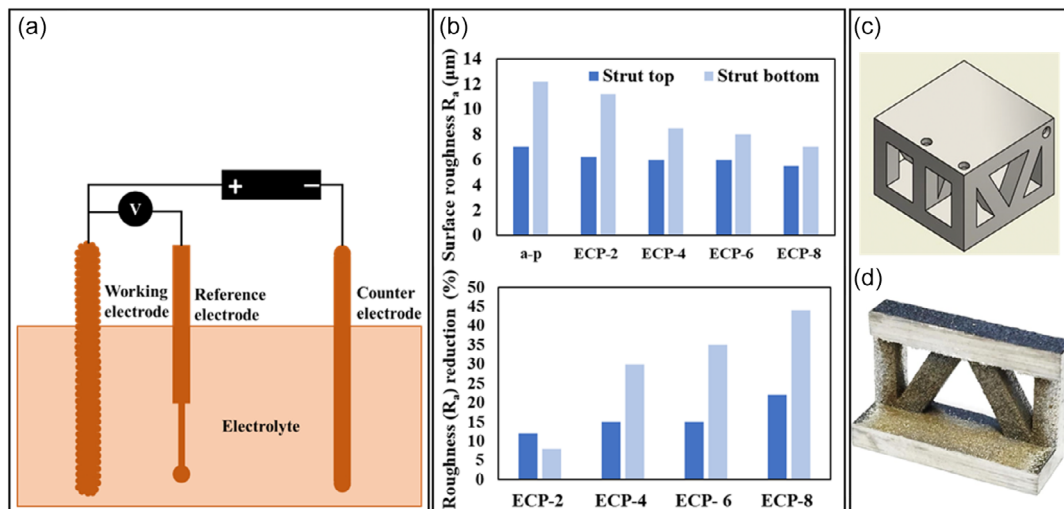 (a)
+
−
V
Working
electrode
Reference
electrode
Counter
electrode
Electrolyte
(b)
Surface roughness Rₐ (µm)
14
12
10
8
6
4
2
0
Strut top
Strut bottom
a-p
ECP-2
ECP-4
ECP-6
ECP-8
Roughness (Rₐ) reduction (%)
50
45
40
35
30
25
20
15
10
5
0
ECP-2
ECP-4
ECP- 6
ECP-8
(c)
(d)